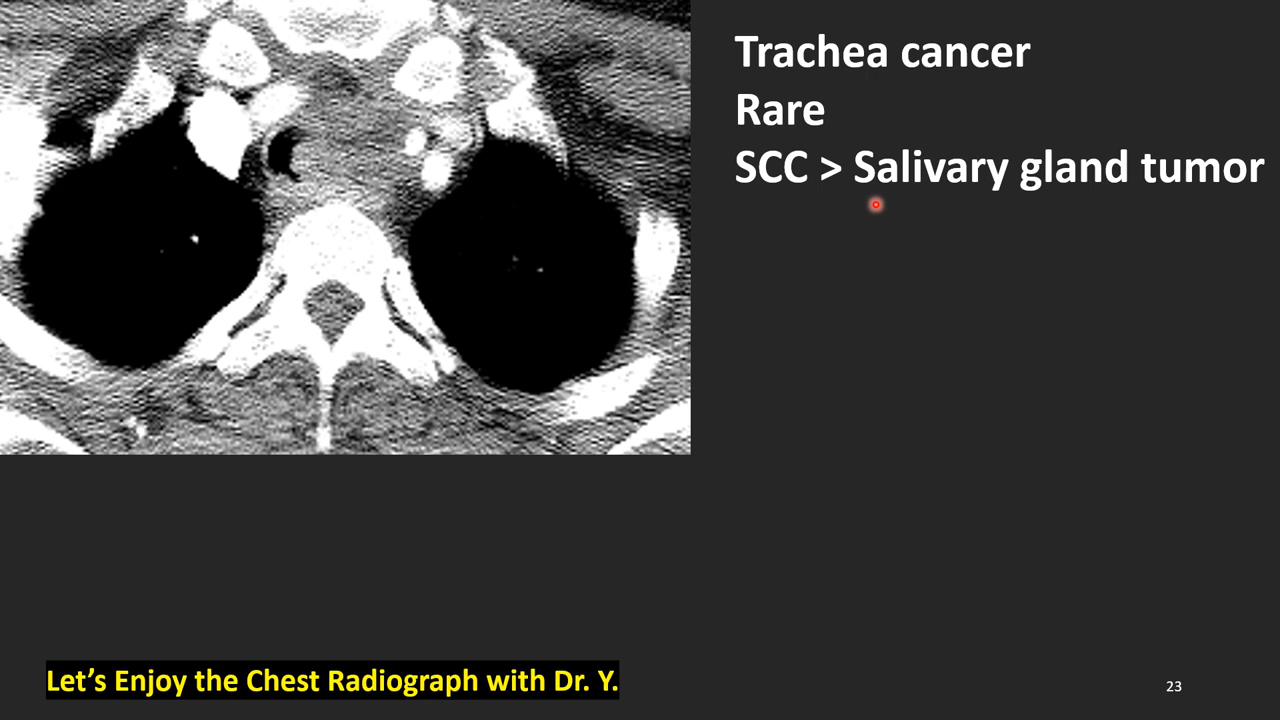 Trachea cancer
Rare
SCC > Salivary gland tumor
Let’s Enjoy the Chest Radiograph with Dr. Y.
23